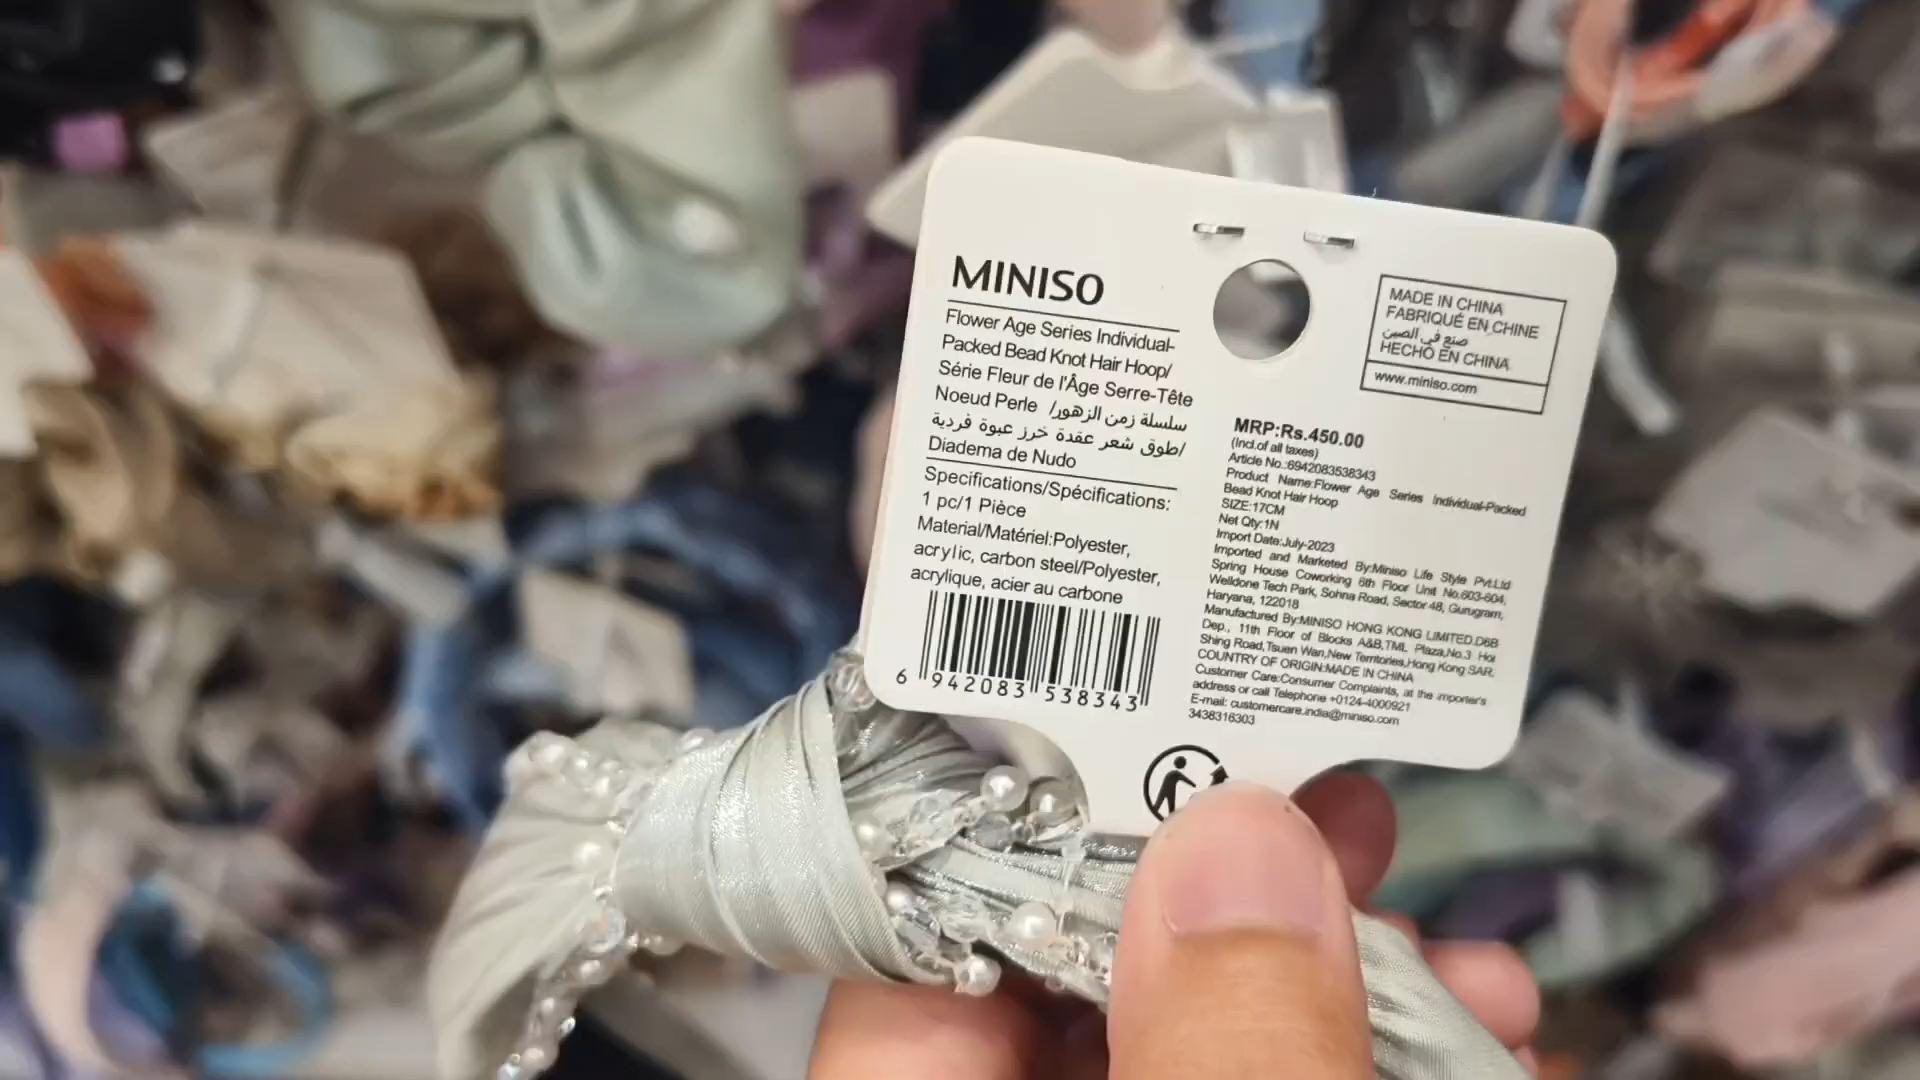 MINISO
Flower Age Series Individual-
Packed Bead Knot Hair Hoop/
Série Fleur de l'Âge Serre-Tête
Noeud Perle /سلسلة زمن الزهور
/طوق شعر عقدة خرز عبوة فردية
Diadema de Nudo
Specifications/Spécifications:
1 pc/1 Pièce
Material/Matériel:Polyester,
acrylic, carbon steel/Polyester,
acrylique, acier au carbone
6 942083 538343
MADE IN CHINA
FABRIQUÉ EN CHINE
صنع في الصين
HECHO EN CHINA
www.miniso.com
MRP:Rs.450.00
(Incl.of all taxes)
Article No.:6942083538343
Product Name:Flower Age Series Individual-Packed
Bead Knot Hair Hoop
SIZE:17CM
Net Qty:1N
Import Date:July-2023
Imported and Marketed By:Miniso Life Style Pvt.Ltd
Spring House Coworking 6th Floor Unit No.603-604,
Welldone Tech Park, Sohna Road, Sector 48, Gurugram,
Haryana, 122018
Manufactured By:MINISO HONG KONG LIMITED.D6B
Dep., 11th Floor of Blocks A&B,TML Plaza,No.3 Hoi
Shing Road,Tsuen Wan,New Territories,Hong Kong SAR.
COUNTRY OF ORIGIN:MADE IN CHINA
Customer Care:Consumer Complaints, at the importer's
address or call Telephone +0124-4000921
E-mail: customercare.india@miniso.com
3438316303